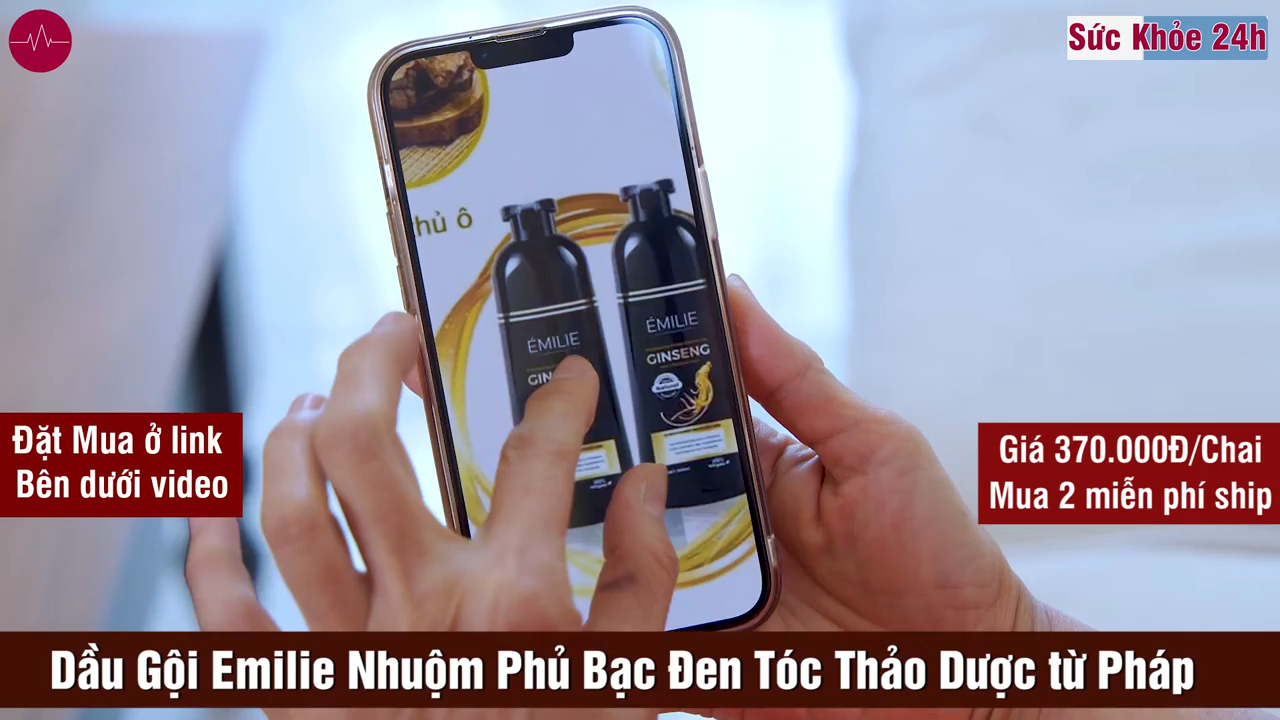 Sức Khỏe 24h
hủ ô
ÉMILIE
GIN
ÉMILIE
GINSENG
Đặt Mua ở link
Bên dưới video
Giá 370.000Đ/Chai
Mua 2 miễn phí ship
Dầu Gội Emilie Nhuộm Phủ Bạc Đen Tóc Thảo Dược từ Pháp